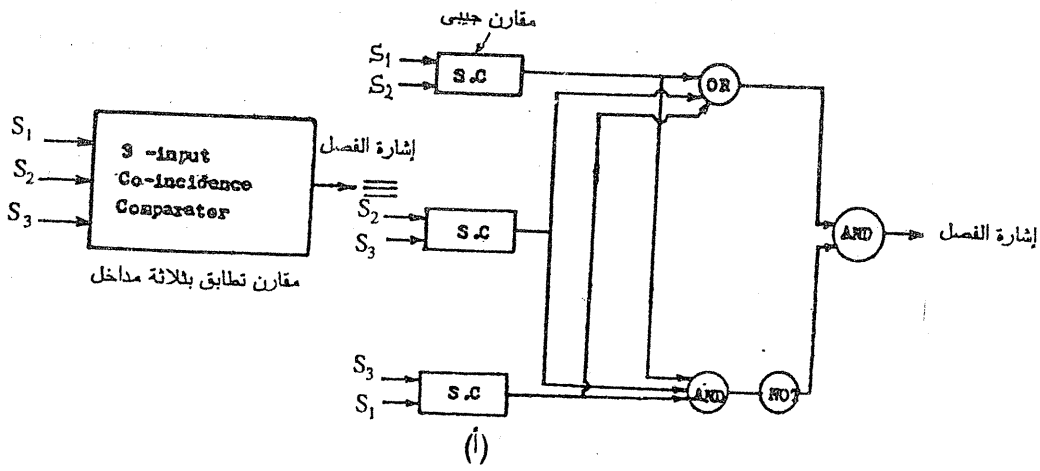 مقارن جيبى
S1
S2
S.C
OR
S1
S2
S3
3 -input
Co-incidence
Comparator
إشارة الفصل
مقارن تطابق بثلاثة مداخل
S2
S3
S.C
AND
إشارة الفصل
S3
S1
S.C
AND
NOT
(أ)